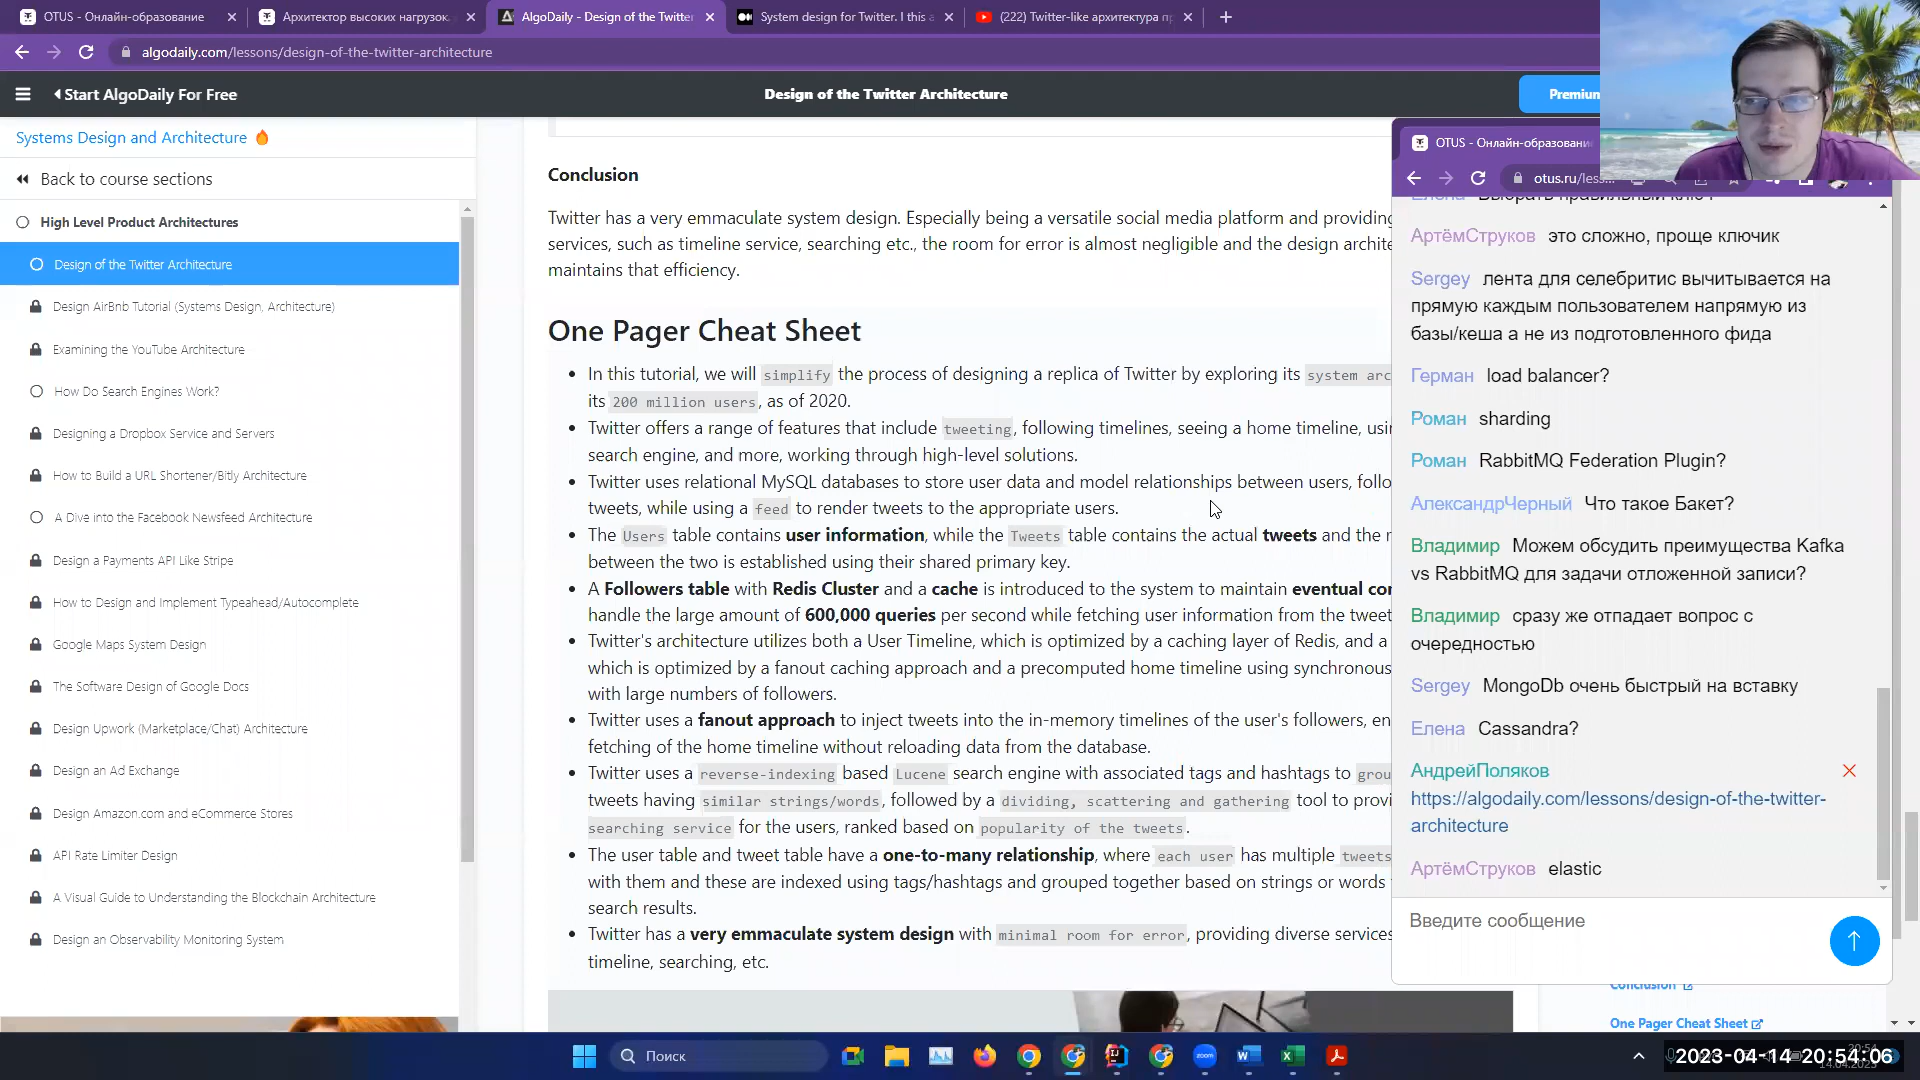 OTUS - Онлайн-образование
Архитектор высоких нагрузок.
AlgoDaily - Design of the Twitter
System design for Twitter. I this a
(222) Twitter-like архитектура п
algodaily.com/lessons/design-of-the-twitter-architecture
Start AlgoDaily For Free
Design of the Twitter Architecture
Premium
Systems Design and Architecture
Back to course sections
High Level Product Architectures
Design of the Twitter Architecture
Design AirBnb Tutorial (Systems Design, Architecture)
Examining the YouTube Architecture
How Do Search Engines Work?
Designing a Dropbox Service and Servers
How to Build a URL Shortener/Bitly Architecture
A Dive into the Facebook Newsfeed Architecture
Design a Payments API Like Stripe
How to Design and Implement Typeahead/Autocomplete
Google Maps System Design
The Software Design of Google Docs
Design Upwork (Marketplace/Chat) Architecture
Design an Ad Exchange
Design Amazon.com and eCommerce Stores
API Rate Limiter Design
A Visual Guide to Understanding the Blockchain Architecture
Design an Observability Monitoring System
Conclusion
Twitter has a very emmaculate system design. Especially being a versatile social media platform and providing
services, such as timeline service, searching etc., the room for error is almost negligible and the design archite
maintains that efficiency.
One Pager Cheat Sheet
In this tutorial, we will simplify the process of designing a replica of Twitter by exploring its system arc
its 200 million users, as of 2020.
Twitter offers a range of features that include tweeting, following timelines, seeing a home timeline, usi
search engine, and more, working through high-level solutions.
Twitter uses relational MySQL databases to store user data and model relationships between users, follo
tweets, while using a feed to render tweets to the appropriate users.
The Users table contains user information, while the Tweets table contains the actual tweets and the r
between the two is established using their shared primary key.
A Followers table with Redis Cluster and a cache is introduced to the system to maintain eventual con
handle the large amount of 600,000 queries per second while fetching user information from the tweet
Twitter's architecture utilizes both a User Timeline, which is optimized by a caching layer of Redis, and a
which is optimized by a fanout caching approach and a precomputed home timeline using synchronous
with large numbers of followers.
Twitter uses a fanout approach to inject tweets into the in-memory timelines of the user's followers, en
fetching of the home timeline without reloading data from the database.
Twitter uses a reverse-indexing based Lucene search engine with associated tags and hashtags to grou
tweets having similar strings/words, followed by a dividing, scattering and gathering tool to provi
searching service for the users, ranked based on popularity of the tweets.
The user table and tweet table have a one-to-many relationship, where each user has multiple tweets
with them and these are indexed using tags/hashtags and grouped together based on strings or words
search results.
Twitter has a very emmaculate system design with minimal room for error, providing diverse services
timeline, searching, etc.
OTUS - Онлайн-образовани
otus.ru/less...
Елена Выбрать правильный ключ
АртёмСтруков это сложно, проще ключик
Sergey лента для селебритис вычитывается на
прямую каждым пользователем напрямую из
базы/кеша а не из подготовленного фида
Герман load balancer?
Роман sharding
Роман RabbitMQ Federation Plugin?
АлександрЧерный Что такое Бакет?
Владимир Можем обсудить преимущества Kafka
vs RabbitMQ для задачи отложенной записи?
Владимир сразу же отпадает вопрос с
очередностью
Sergey MongoDb очень быстрый на вставку
Елена Cassandra?
АндрейПоляков
https://algodaily.com/lessons/design-of-the-twitter-
architecture
АртёмСтруков elastic
Введите сообщение
Conclusion
One Pager Cheat Sheet
Поиск
zoom
2023-04-14 20:54:06